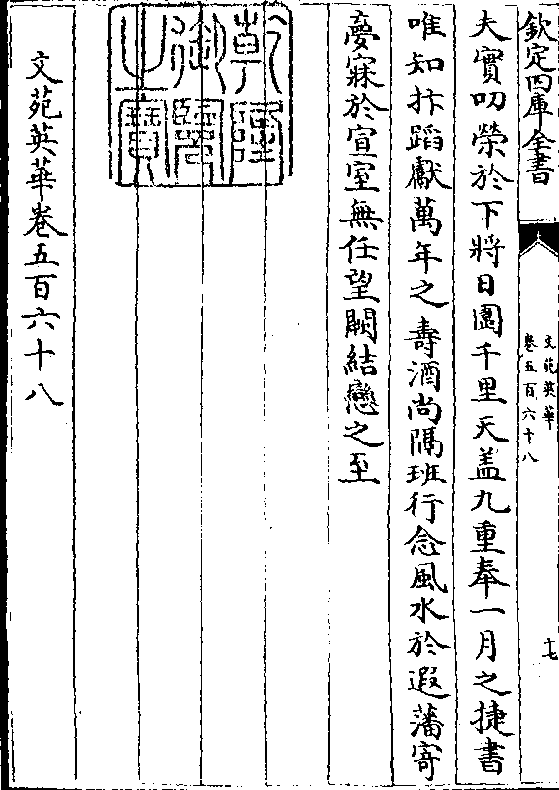 欽定四庫全書
文苑英華
卷五百六十八
十七
夫實叨榮於下將日圍千里天蓋九重奉一月之捷書
唯知抃蹈獻萬年之壽酒尚隔班行念風水於遐藩寄
夢寐於宣室無任望闕結戀之至
乾隆御覽之寶
文苑英華卷五百六十八